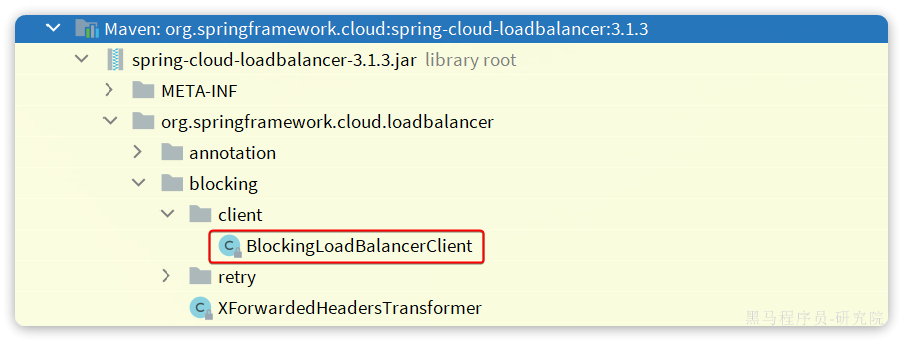 Maven: org.springframework.cloud:spring-cloud-loadbalancer:3.1.3
spring-cloud-loadbalancer-3.1.3.jar library root
META-INF
org.springframework.cloud.loadbalancer
annotation
blocking
client
C BlockingLoadBalancerClient
retry
C XForwardedHeadersTransformer
黑马程序员-研究院